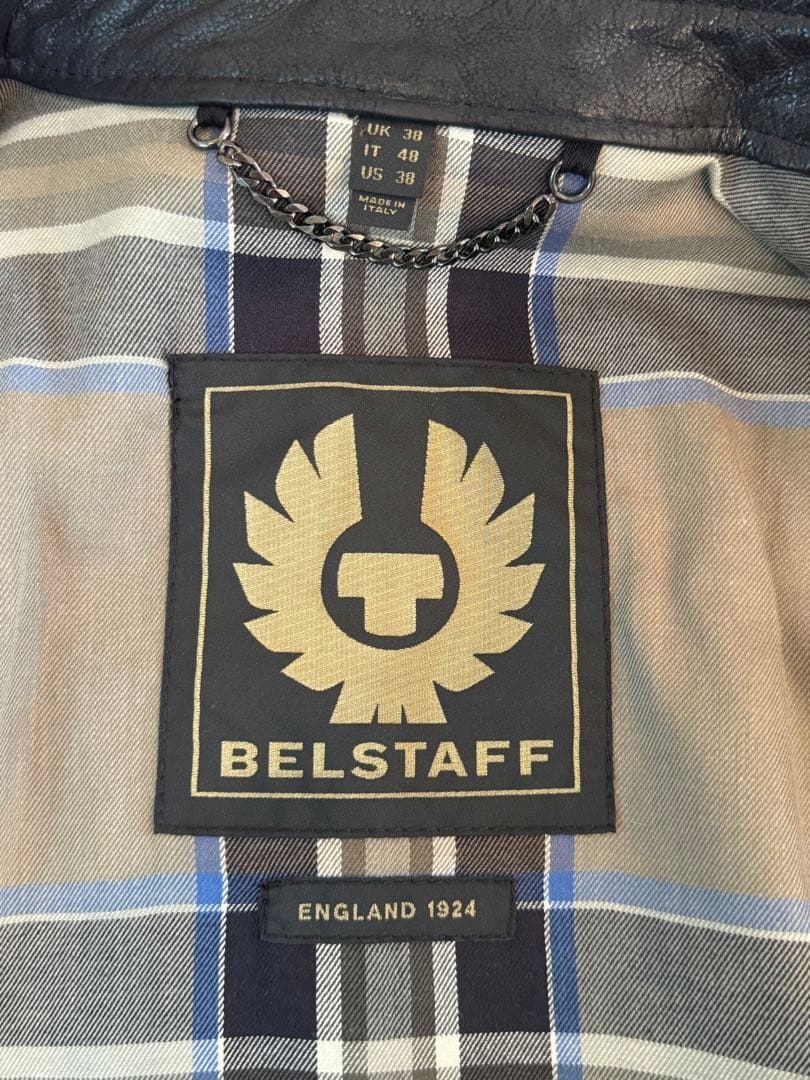 UK 38
IT 48
US 38
MADE IN
ITALY
BELSTAFF
ENGLAND 1924